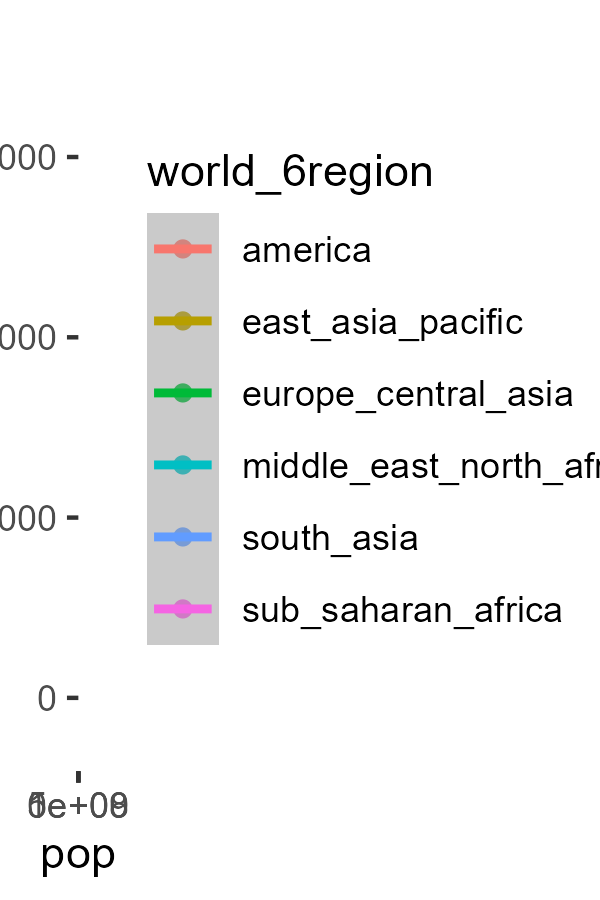 000
world_6region
america
east_asia_pacific
000
europe_central_asia
middle_east_north_afr
000
south_asia
sub_saharan_africa
0
pop